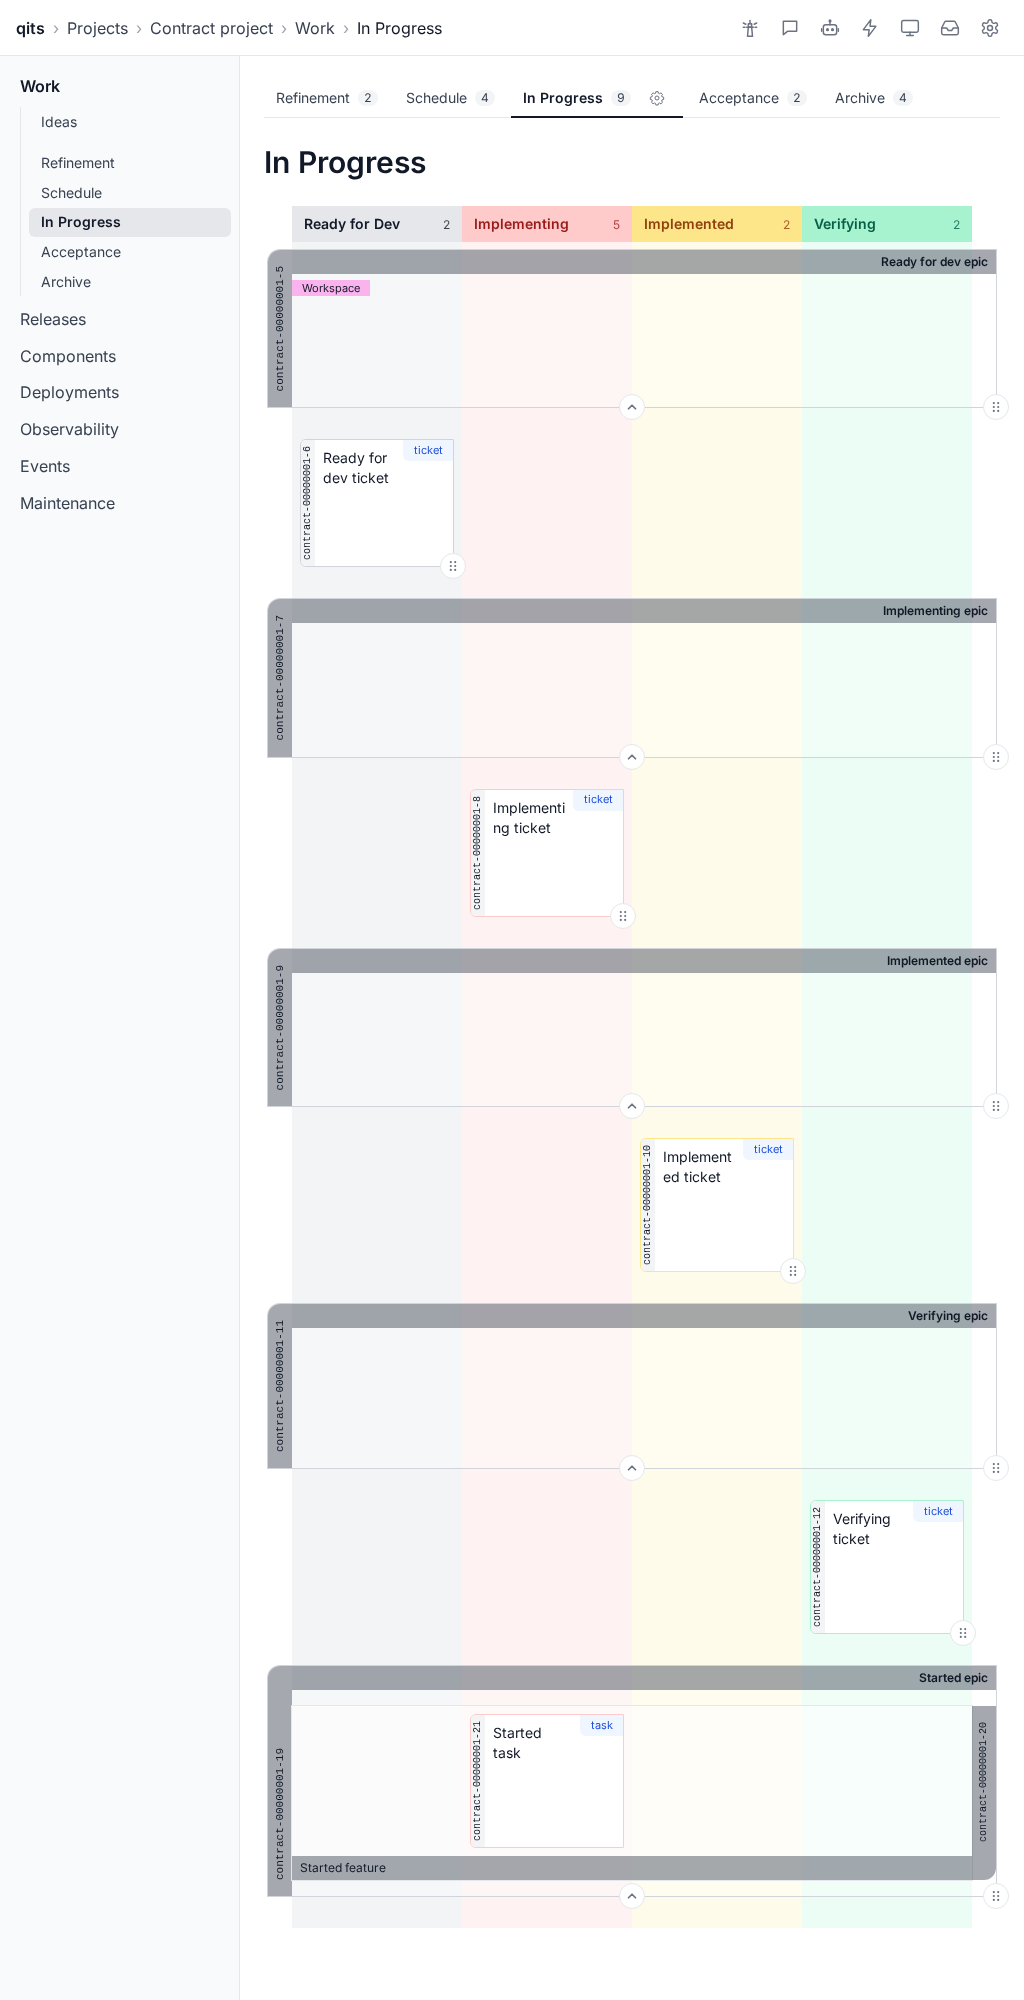 qits › Projects › Contract project › Work › In Progress
Work
Ideas
Refinement
Schedule
In Progress
Acceptance
Archive
Releases
Components
Deployments
Observability
Events
Maintenance
Refinement 2 Schedule 4 In Progress 9 Acceptance 2 Archive 4
In Progress
Ready for Dev 2 Implementing 5 Implemented 2 Verifying 2
Ready for dev epic
contract-00000001-5
Workspace
contract-00000001-6
Ready for
dev ticket
ticket
Implementing epic
contract-00000001-7
contract-00000001-8
Implementi
ng ticket
ticket
Implemented epic
contract-00000001-9
contract-00000001-10
Implement
ed ticket
ticket
Verifying epic
contract-00000001-11
contract-00000001-12
Verifying
ticket
ticket
Started epic
contract-00000001-19
contract-00000001-21
Started
task
task
contract-00000001-20
Started feature